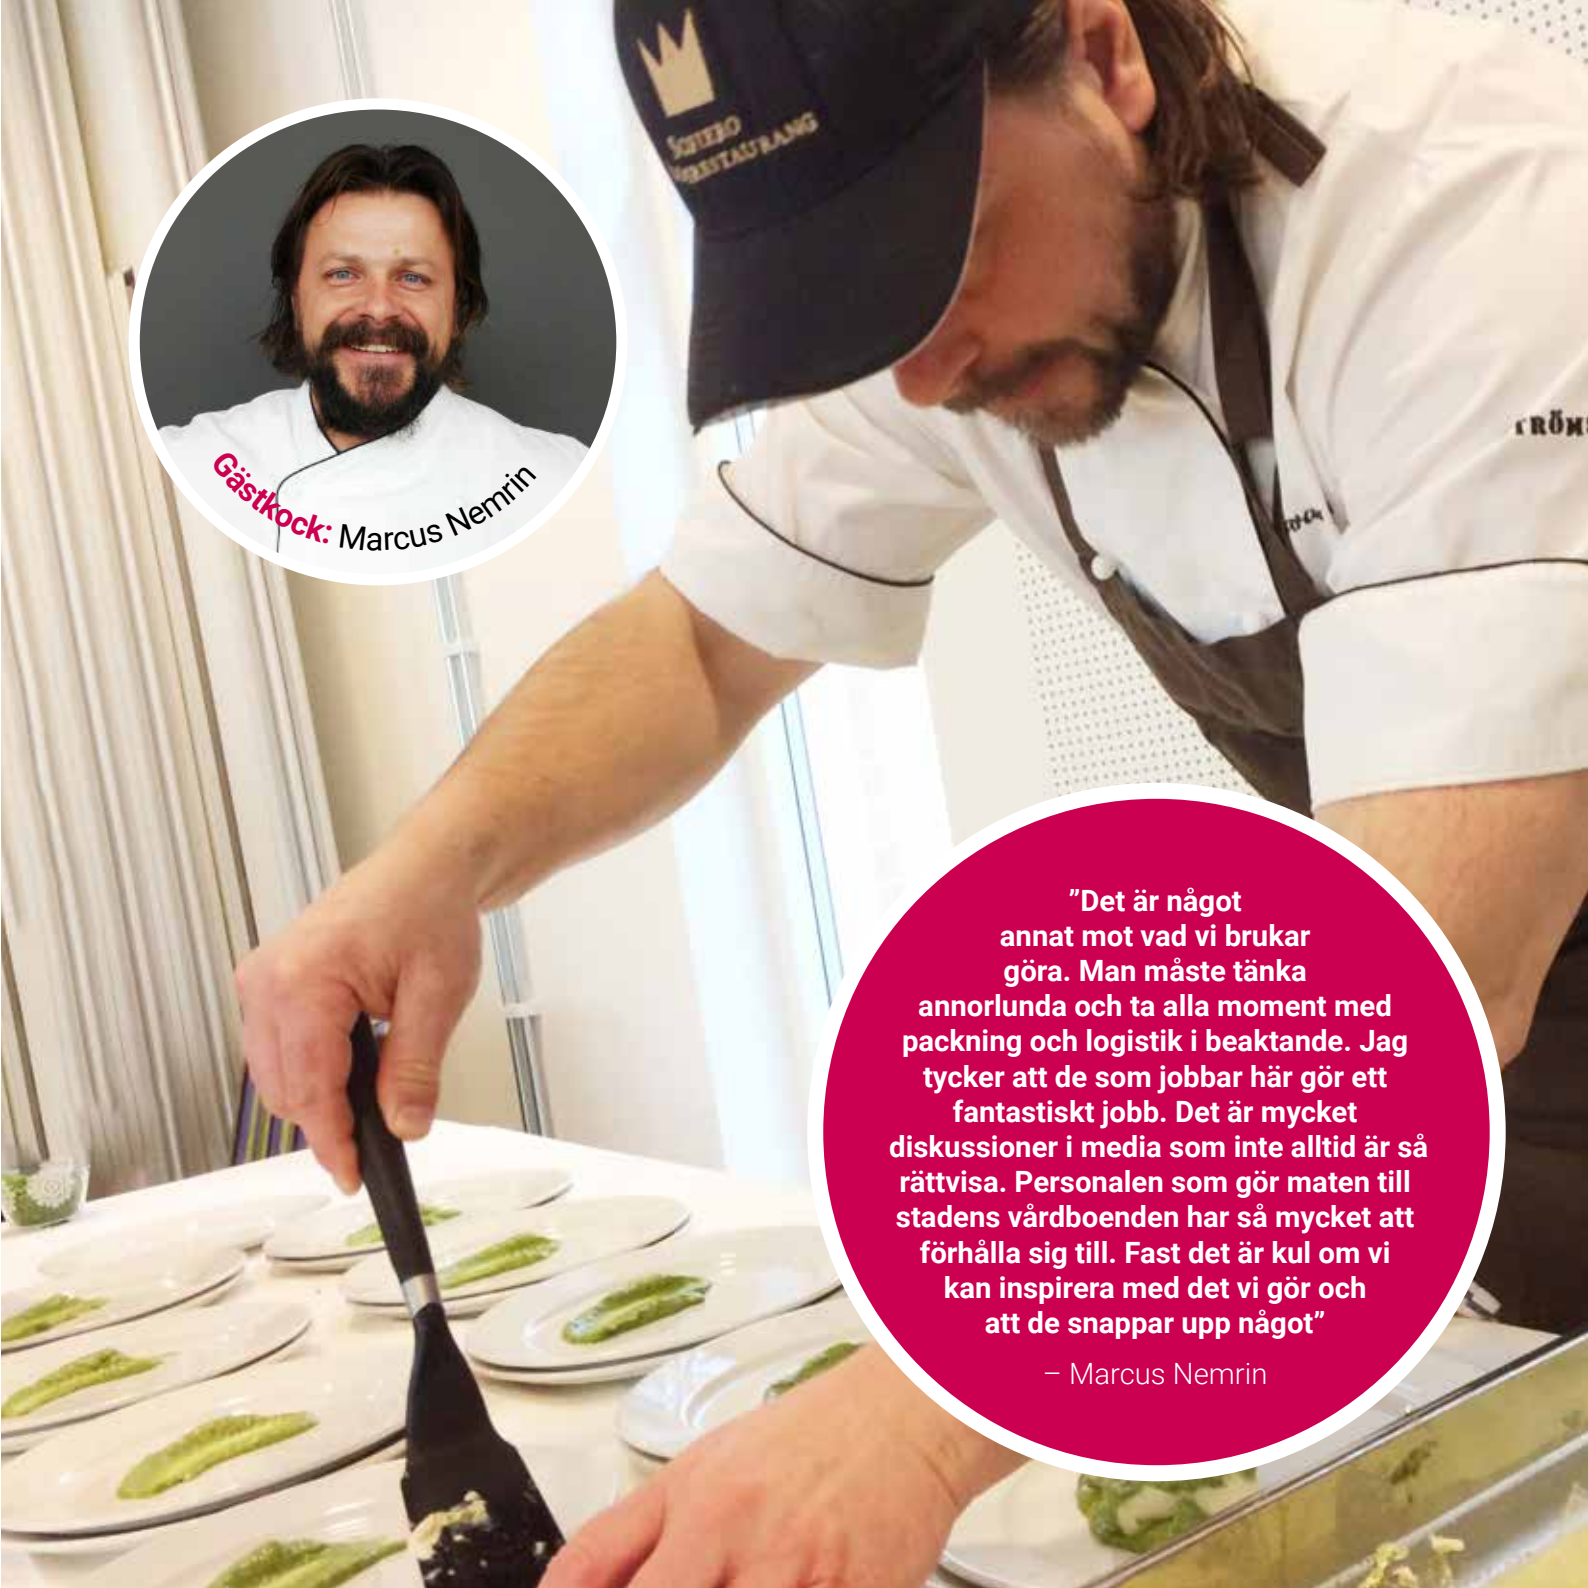 SOFIERO
RESTAURANG
Gästkock: Marcus Nemrin
”Det är något
annat mot vad vi brukar
göra. Man måste tänka
annorlunda och ta alla moment med
packning och logistik i beaktande. Jag
tycker att de som jobbar här gör ett
fantastiskt jobb. Det är mycket
diskussioner i media som inte alltid är så
rättvisa. Personalen som gör maten till
stadens vårdboenden har så mycket att
förhålla sig till. Fast det är kul om vi
kan inspirera med det vi gör och
att de snappar upp något”
– Marcus Nemrin